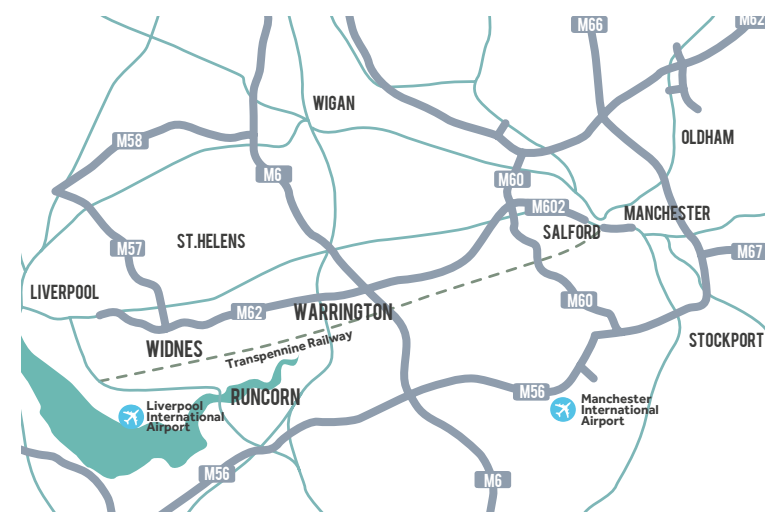 M66
M62
WIGAN
M58
OLDHAM
M6
M60
M602
MANCHESTER
ST.HELENS
SALFORD
M57
M67
LIVERPOOL
M60
M62
WARRINGTON
STOCKPORT
WIDNES
Transpennine Railway
M56
RUNCORN
Liverpool
International
Airport
Manchester
International
Airport
M56
M6